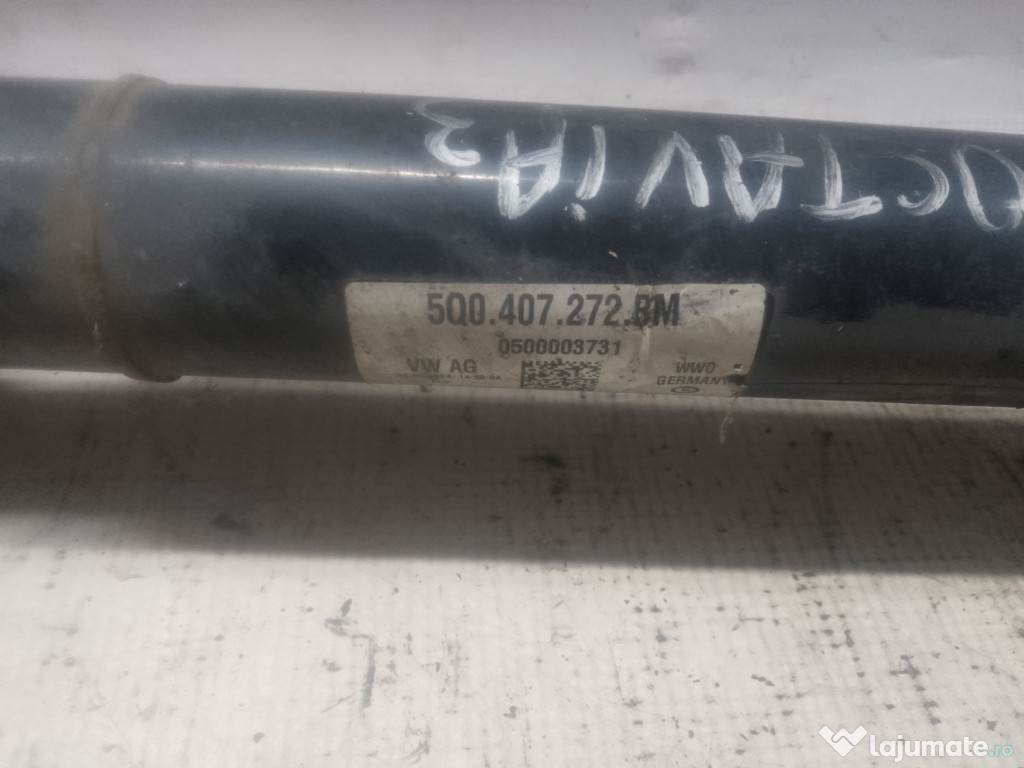 OCTAVIA3
5Q0.407.272.BM
0500003731
VW AG
WWO
GERMANY
lajumate.ro